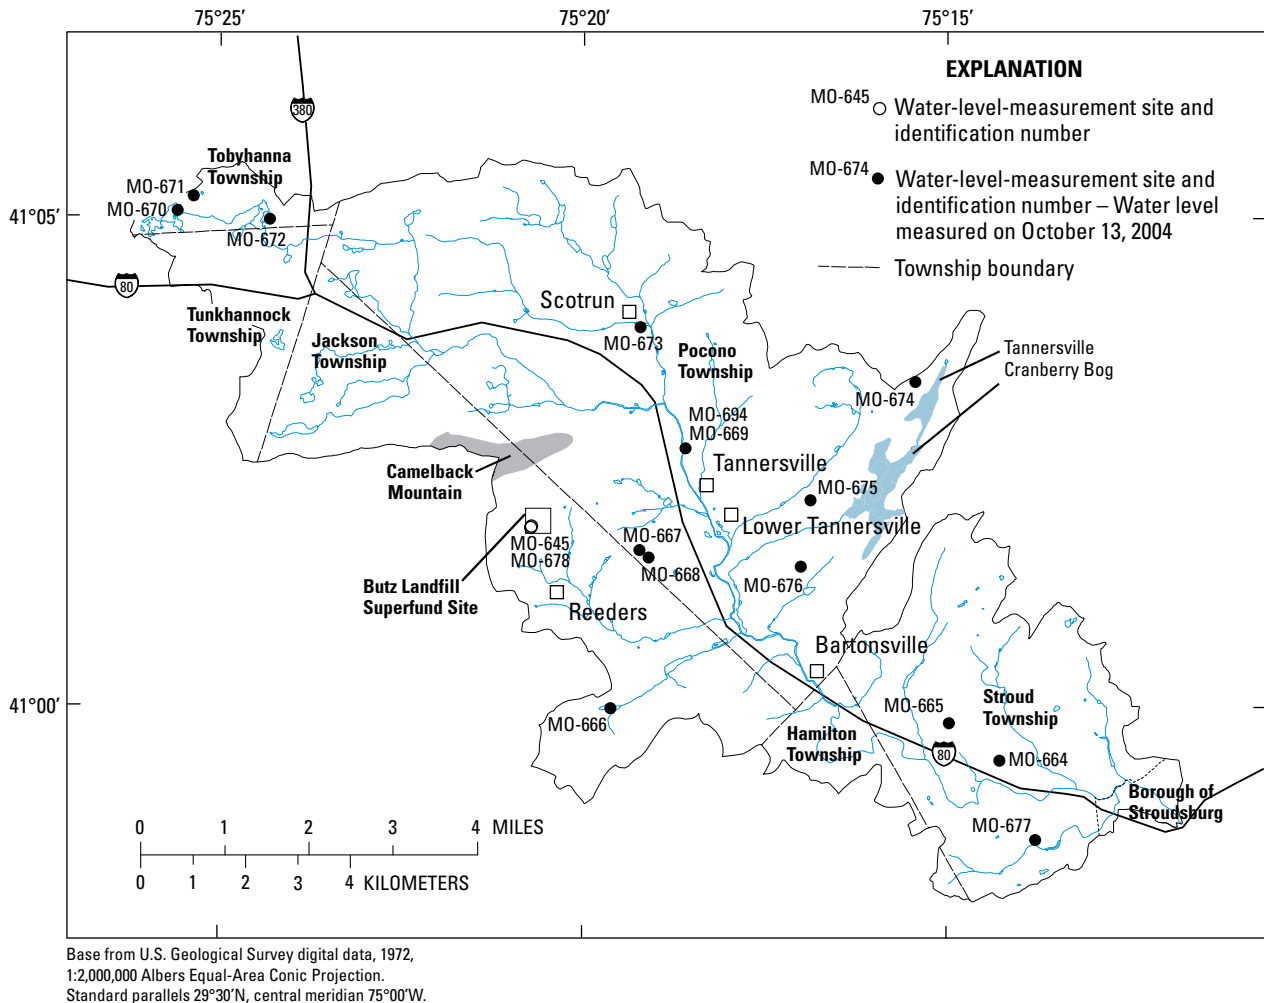 75°25′ 75°20′ 75°15′
EXPLANATION
MO-645 Water-level-measurement site and
identification number
MO-674 Water-level-measurement site and
identification number – Water level
measured on October 13, 2004
Township boundary
380
Tobyhanna
Township
MO-671
MO-670
MO-672
41°05′
80
Tunkhannock
Township
Jackson
Township
Scotrun
MO-673
Pocono
Township
Tannersville
Cranberry Bog
MO-674
MO-694
MO-669
Camelback
Mountain
Tannersville
MO-675
Lower Tannersville
MO-645
MO-678
MO-667
MO-668
MO-676
Butz Landfill
Superfund Site
Reeders
Bartonsville
41°00′
MO-666
MO-665
Stroud
Township
Hamilton
Township
80
MO-664
Borough of
Stroudsburg
MO-677
0 1 2 3 4 MILES
0 1 2 3 4 KILOMETERS
Base from U.S. Geological Survey digital data, 1972,
1:2,000,000 Albers Equal-Area Conic Projection.
Standard parallels 29°30′N, central meridian 75°00′W.